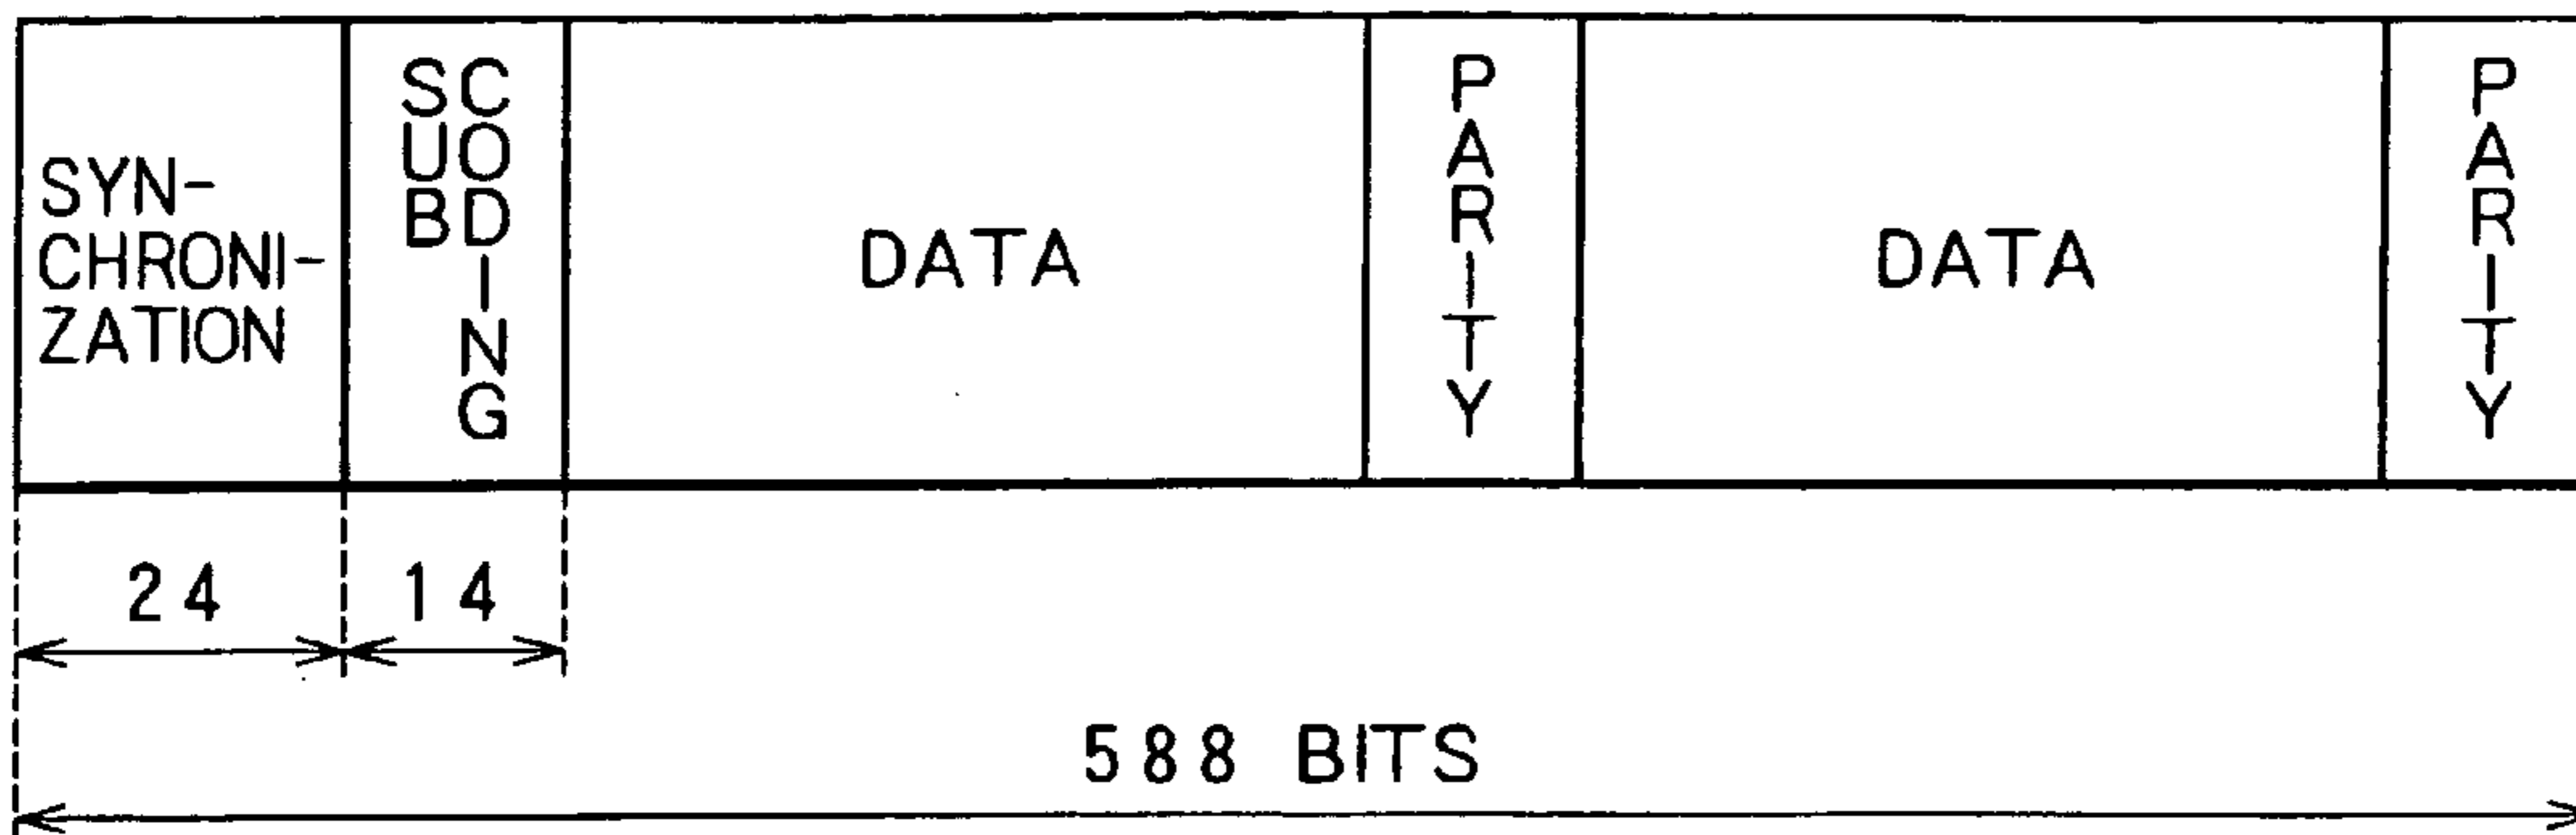 SYN-
CHRONI-
ZATION
SUB
CODING
DATA
PARITY
DATA
PARITY
24
14
588 BITS